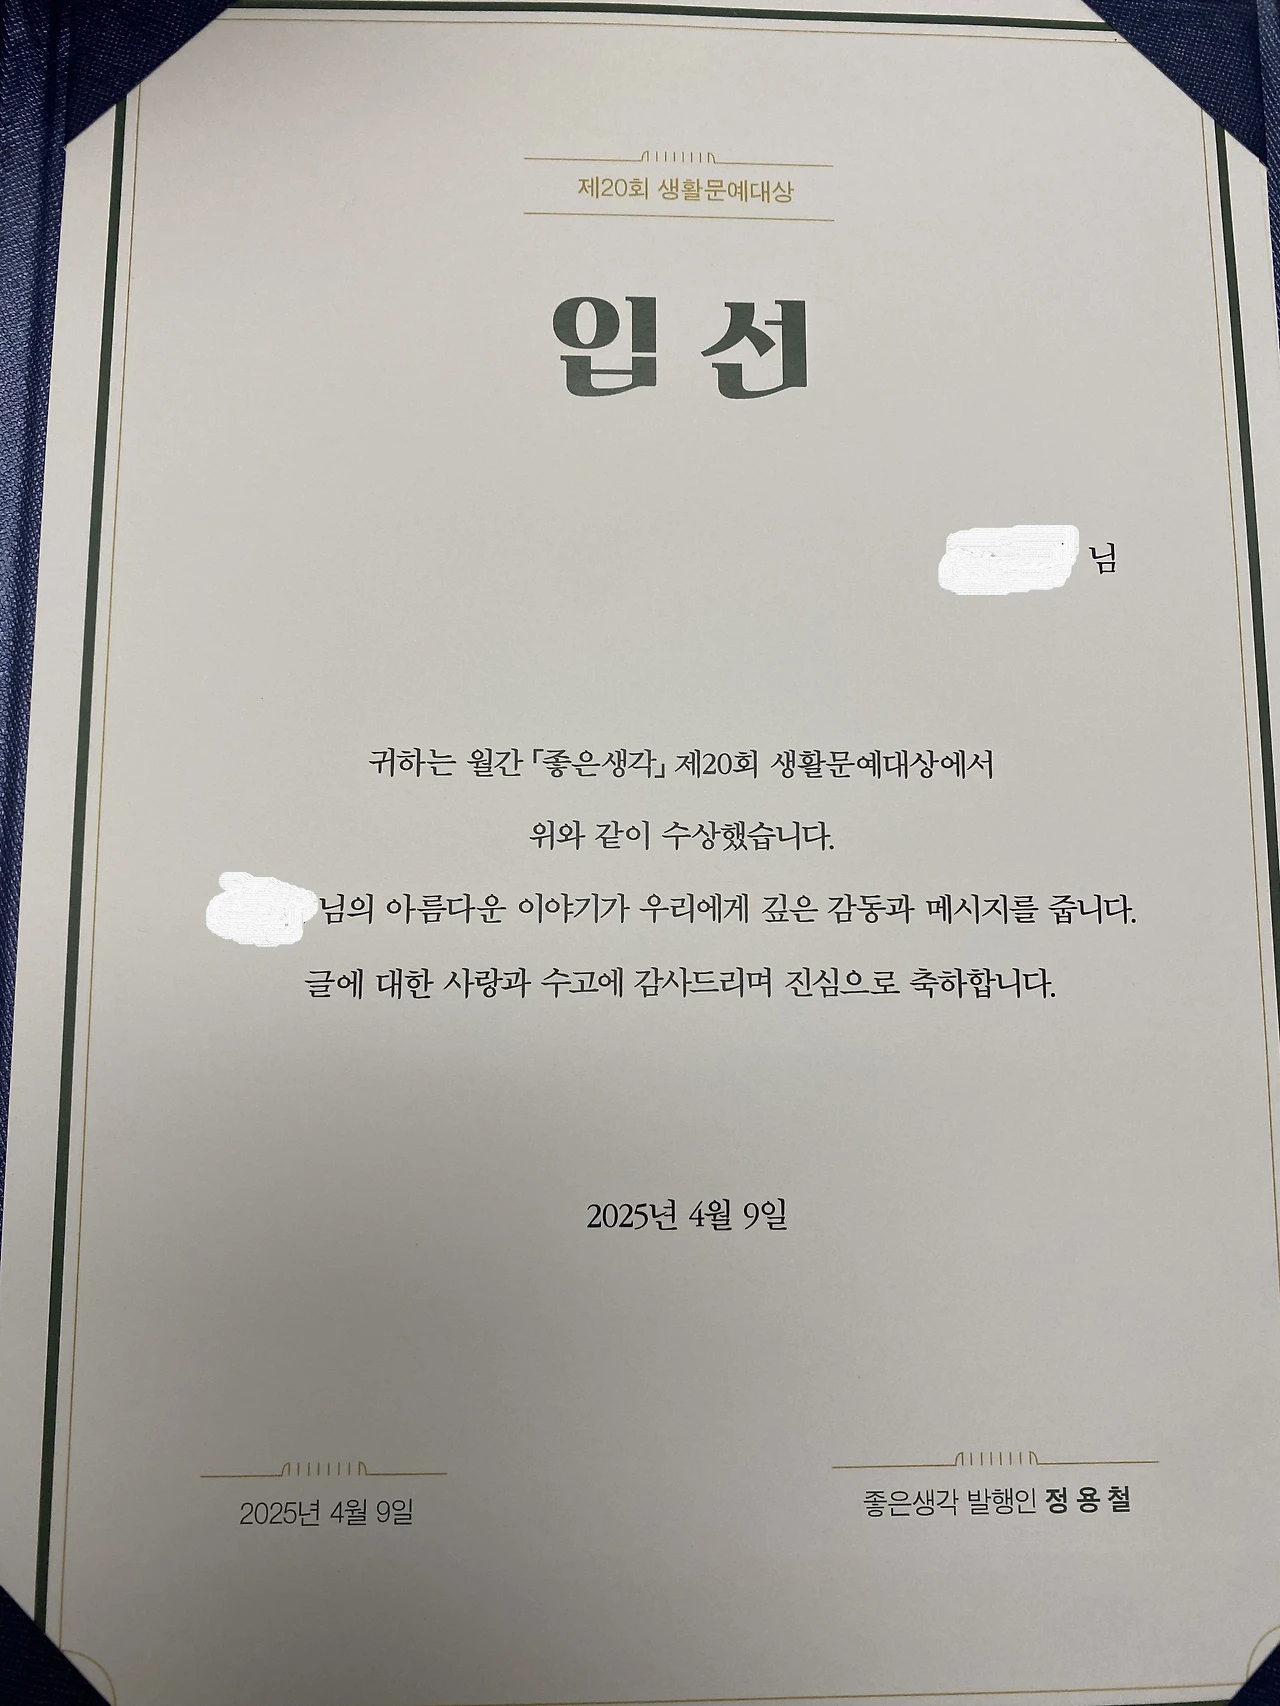 제20회 생활문예대상
입선
님
귀하는 월간 「좋은생각」 제20회 생활문예대상에서
위와 같이 수상했습니다.
님의 아름다운 이야기가 우리에게 깊은 감동과 메시지를 줍니다.
글에 대한 사랑과 수고에 감사드리며 진심으로 축하합니다.
2025년 4월 9일
2025년 4월 9일
좋은생각 발행인 정용철